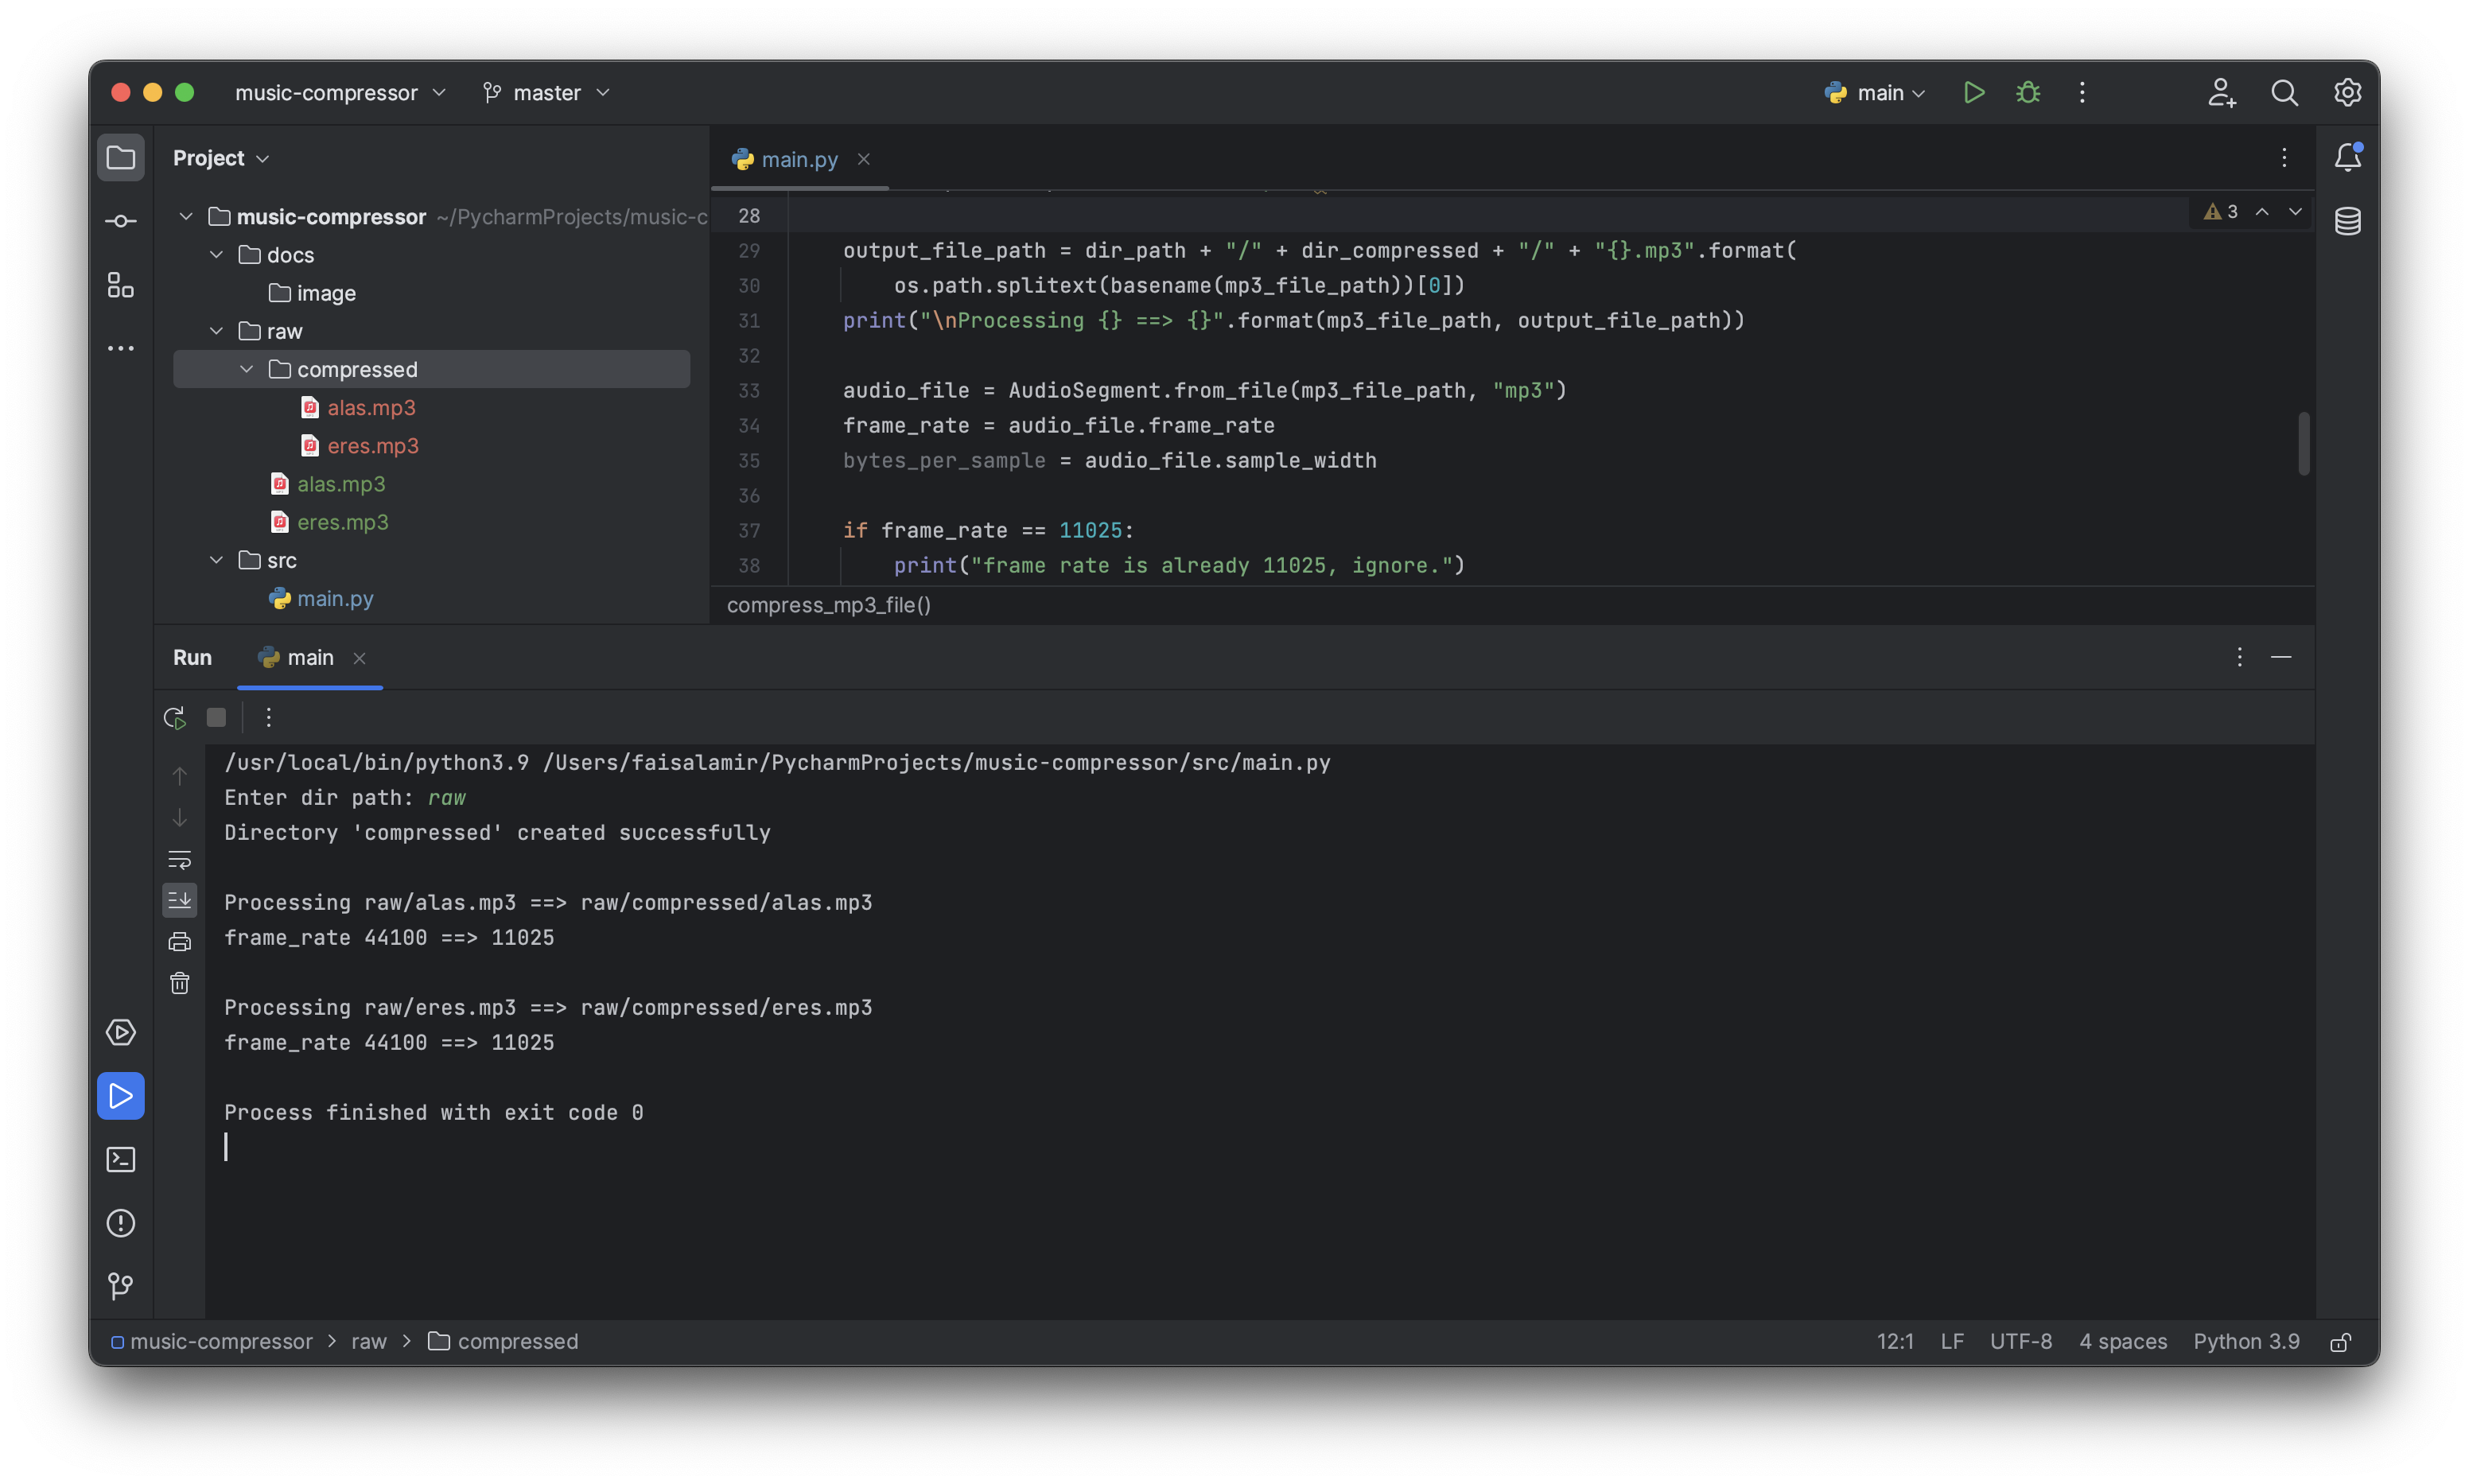 music-compressor
master
main
Project
main.py
music-compressor ~/PycharmProjects/music-c
docs
image
raw
compressed
alas.mp3
eres.mp3
alas.mp3
eres.mp3
src
main.py
3
28
29 output_file_path = dir_path + "/" + dir_compressed + "/" + "{}.mp3".format(
30 os.path.splitext(basename(mp3_file_path))[0])
31 print("\nProcessing {} ==> {}".format(mp3_file_path, output_file_path))
32
33 audio_file = AudioSegment.from_file(mp3_file_path, "mp3")
34 frame_rate = audio_file.frame_rate
35 bytes_per_sample = audio_file.sample_width
36
37 if frame_rate == 11025:
38 print("frame rate is already 11025, ignore.")
compress_mp3_file()
Run
main
/usr/local/bin/python3.9 /Users/faisalamir/PycharmProjects/music-compressor/src/main.py
Enter dir path: raw
Directory 'compressed' created successfully
Processing raw/alas.mp3 ==> raw/compressed/alas.mp3
frame_rate 44100 ==> 11025
Processing raw/eres.mp3 ==> raw/compressed/eres.mp3
frame_rate 44100 ==> 11025
Process finished with exit code 0
music-compressor > raw > compressed
12:1 LF UTF-8 4 spaces Python 3.9